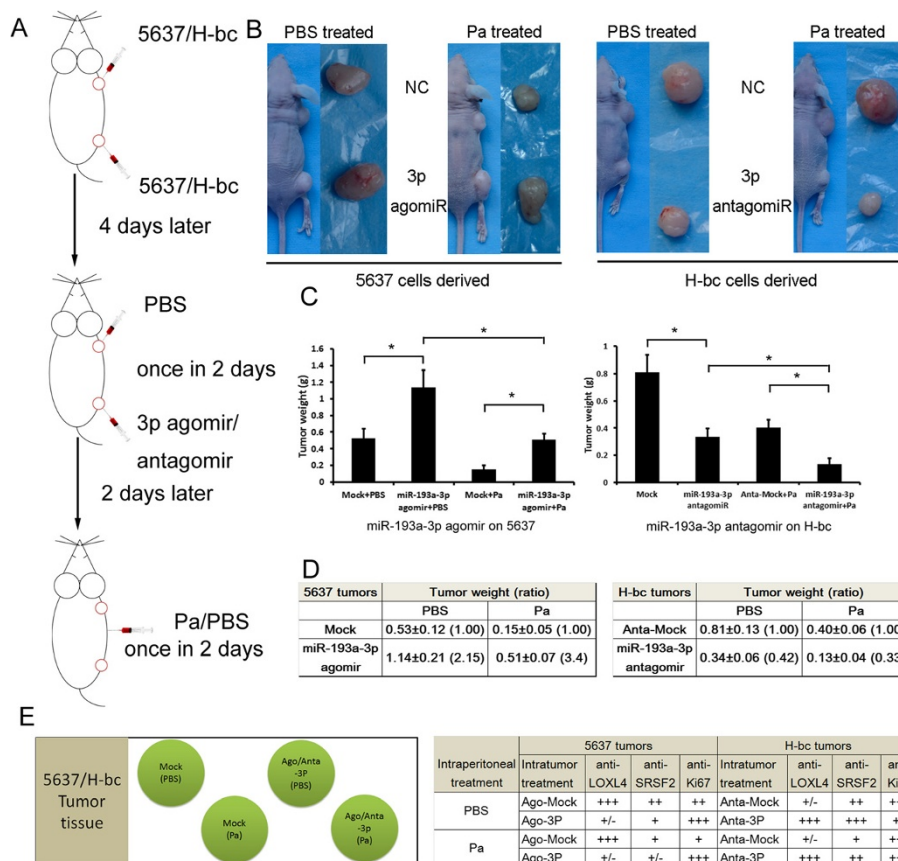 A
5637/H-bc
5637/H-bc
4 days later
PBS
once in 2 days
3p agomir/
antagomir
2 days later
Pa/PBS
once in 2 days
B
PBS treated
Pa treated
PBS treated
Pa treated
NC
NC
3p
agomiR
3p
antagomiR
5637 cells derived
H-bc cells derived
C
Tumor weight (g)
1.6
1.4
1.2
1
0.8
0.6
0.4
0.2
0
*
*
*
Mock+PBS
miR-193a-3p
agomir+PBS
Mock+Pa
miR-193a-3p
agomir+Pa
miR-193a-3p agomir on 5637
Tumor weight (g)
1
0.8
0.6
0.4
0.2
0
*
*
*
Mock
miR-193a-3p
antagomiR
Anta-Mock+Pa
miR-193a-3p
antagomir+Pa
miR-193a-3p antagomir on H-bc
D
5637 tumors Tumor weight (ratio)
PBS Pa
Mock 0.53±0.12 (1.00) 0.15±0.05 (1.00)
miR-193a-3p
agomir 1.14±0.21 (2.15) 0.51±0.07 (3.4)
H-bc tumors Tumor weight (ratio)
PBS Pa
Anta-Mock 0.81±0.13 (1.00) 0.40±0.06 (1.00
miR-193a-3p
antagomir 0.34±0.06 (0.42) 0.13±0.04 (0.33
E
5637/H-bc
Tumor
tissue
Mock
(PBS)
Ago/Anta
-3P
(PBS)
Mock
(Pa)
Ago/Anta
-3p
(Pa)
5637 tumors H-bc tumors
Intraperitoneal
treatment
Intratumor
treatment
anti-
LOXL4
anti-
SRSF2
anti-
Ki67
Intratumor
treatment
anti-
LOXL4
anti-
SRSF2
PBS
Ago-Mock +++ ++ ++ Anta-Mock +/- ++
Ago-3P +/- + +++ Anta-3P +++ +++
Pa
Ago-Mock +++ + + Anta-Mock +/- +
Ago-3P +/- +/- +++ Anta-3P +++ ++